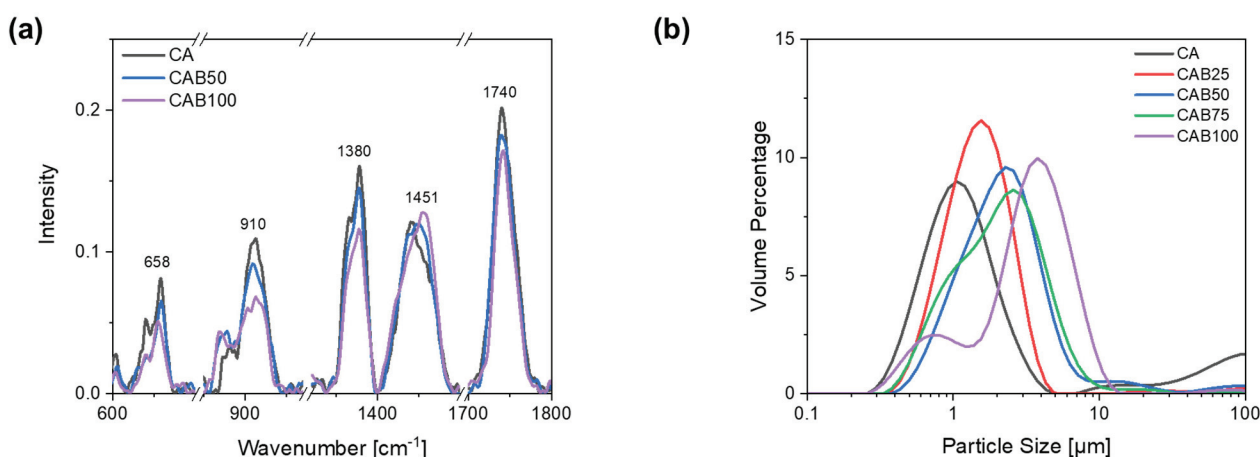 (a)
CA
CAB50
CAB100
658
910
1380
1451
1740
0.2
0.1
0.0
Intensity
600
900
1400
1700
1800
Wavenumber [cm⁻¹]
(b)
CA
CAB25
CAB50
CAB75
CAB100
15
10
5
0
Volume Percentage
0.1
1
10
100
Particle Size [µm]